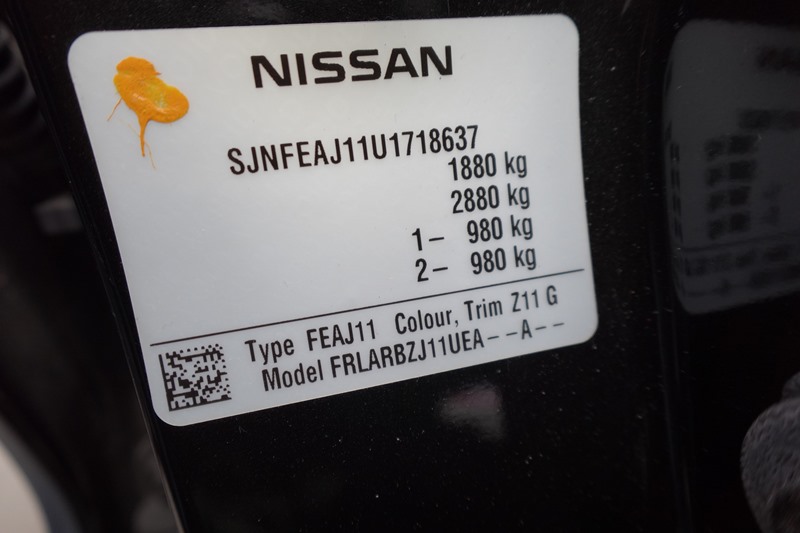 NISSAN
SJNFEAJ11U1718637
1880 kg
2880 kg
1– 980 kg
2– 980 kg
Type FEAJ11 Colour, Trim Z11 G
Model FRLARBZJ11UEA– –A– –